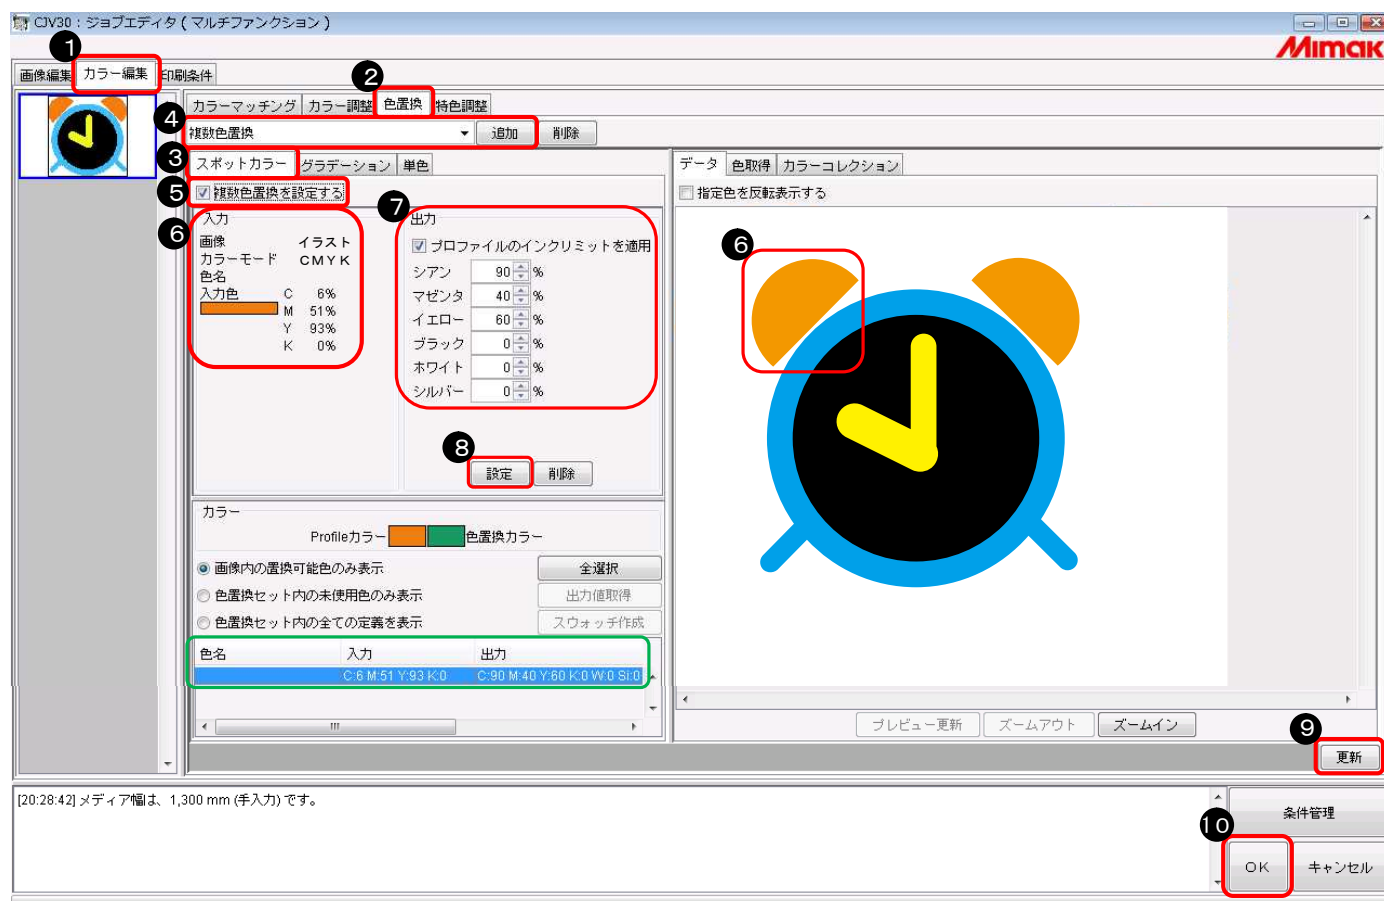 CJV30：ジョブエディタ ( マルチファンクション )
Mimak
1
画像編集 カラー編集 印刷条件
2
カラーマッチング カラー調整 色置換 特色調整
4
複数色置換 追加 削除
3
スポットカラー グラデーション 単色
データ 色取得 カラーコレクション
5
複数色置換を設定する
指定色を反転表示する
6
入力
画像 イラスト
カラーモード CMYK
色名
入力色 C 6%
M 51%
Y 93%
K 0%
7
出力
プロファイルのインクリミットを適用
シアン 90 %
マゼンタ 40 %
イエロー 60 %
ブラック 0 %
ホワイト 0 %
シルバー 0 %
6
8
設定 削除
カラー
Profileカラー 色置換カラー
画像内の置換可能色のみ表示 全選択
色置換セット内の未使用色のみ表示 出力値取得
色置換セット内の全ての定義を表示 スウォッチ作成
色名 入力 出力
C:6 M:51 Y:93 K:0 C:90 M:40 Y:60 K:0 W:0 Si:0
プレビュー更新 ズームアウト ズームイン
9
更新
[20:28:42] メディア幅は、1,300 mm (手入力) です。
条件管理
10
OK キャンセル